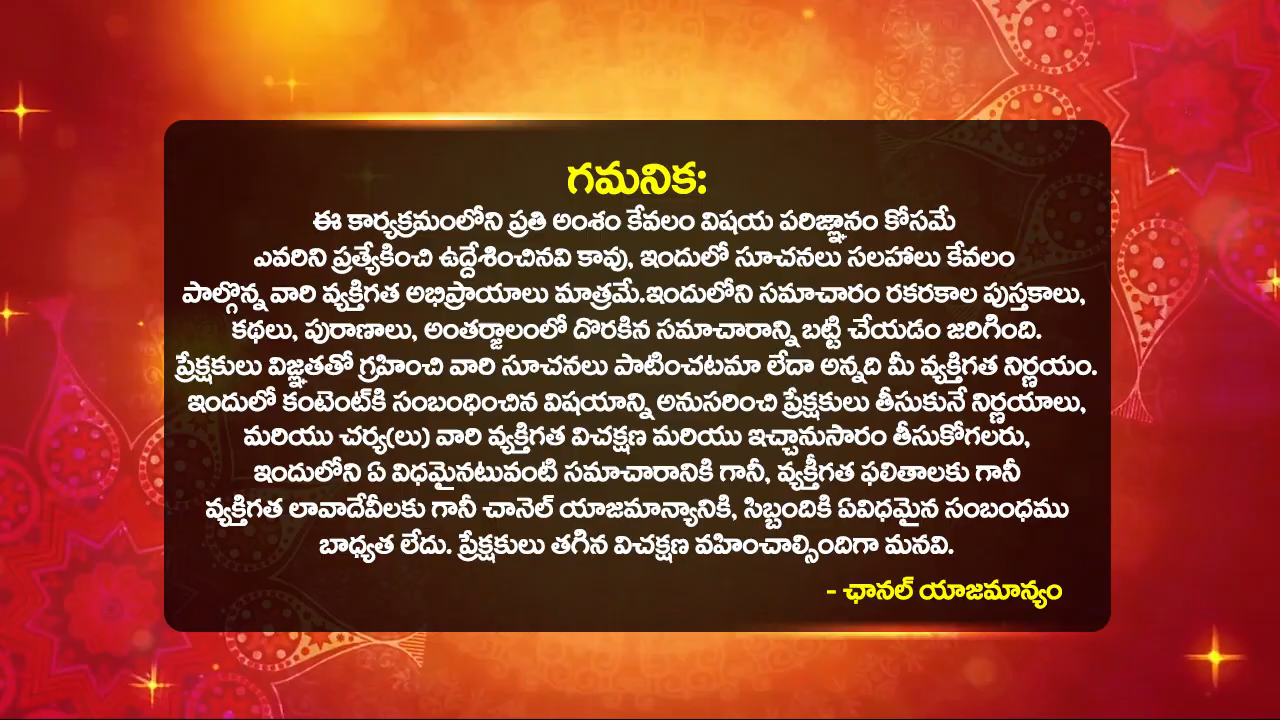 గమనిక:
ఈ కార్యక్రమంలోని ప్రతి అంశం కేవలం విషయ పరిజ్ఞానం కోసమే
ఎవరిని ప్రత్యేకించి ఉద్దేశించినవి కావు, ఇందులో సూచనలు సలహాలు కేవలం
పాల్గొన్న వారి వ్యక్తిగత అభిప్రాయాలు మాత్రమే.ఇందులోని సమాచారం రకరకాల పుస్తకాలు,
కథలు, పురాణాలు, అంతర్జాలంలో దొరకిన సమాచారాన్ని బట్టి చేయడం జరిగింది.
ప్రేక్షకులు విజ్ఞతతో గ్రహించి వారి సూచనలు పాటించటమా లేదా అన్నది మీ వ్యక్తిగత నిర్ణయం.
ఇందులో కంటెంట్‌కి సంబంధించిన విషయాన్ని అనుసరించి ప్రేక్షకులు తీసుకునే నిర్ణయాలు,
మరియు చర్య(లు) వారి వ్యక్తిగత విచక్షణ మరియు ఇచ్చానుసారం తీసుకోగలరు,
ఇందులోని ఏ విధమైనటువంటి సమాచారానికి గానీ, వ్యక్తీగత ఫలితాలకు గానీ
వ్యక్తిగత లావాదేవీలకు గానీ చానెల్ యాజమాన్యానికి, సిబ్బందికి ఏవిధమైన సంబంధము
బాధ్యత లేదు. ప్రేక్షకులు తగిన విచక్షణ వహించాల్సిందిగా మనవి.
- ఛానల్ యాజమాన్యం